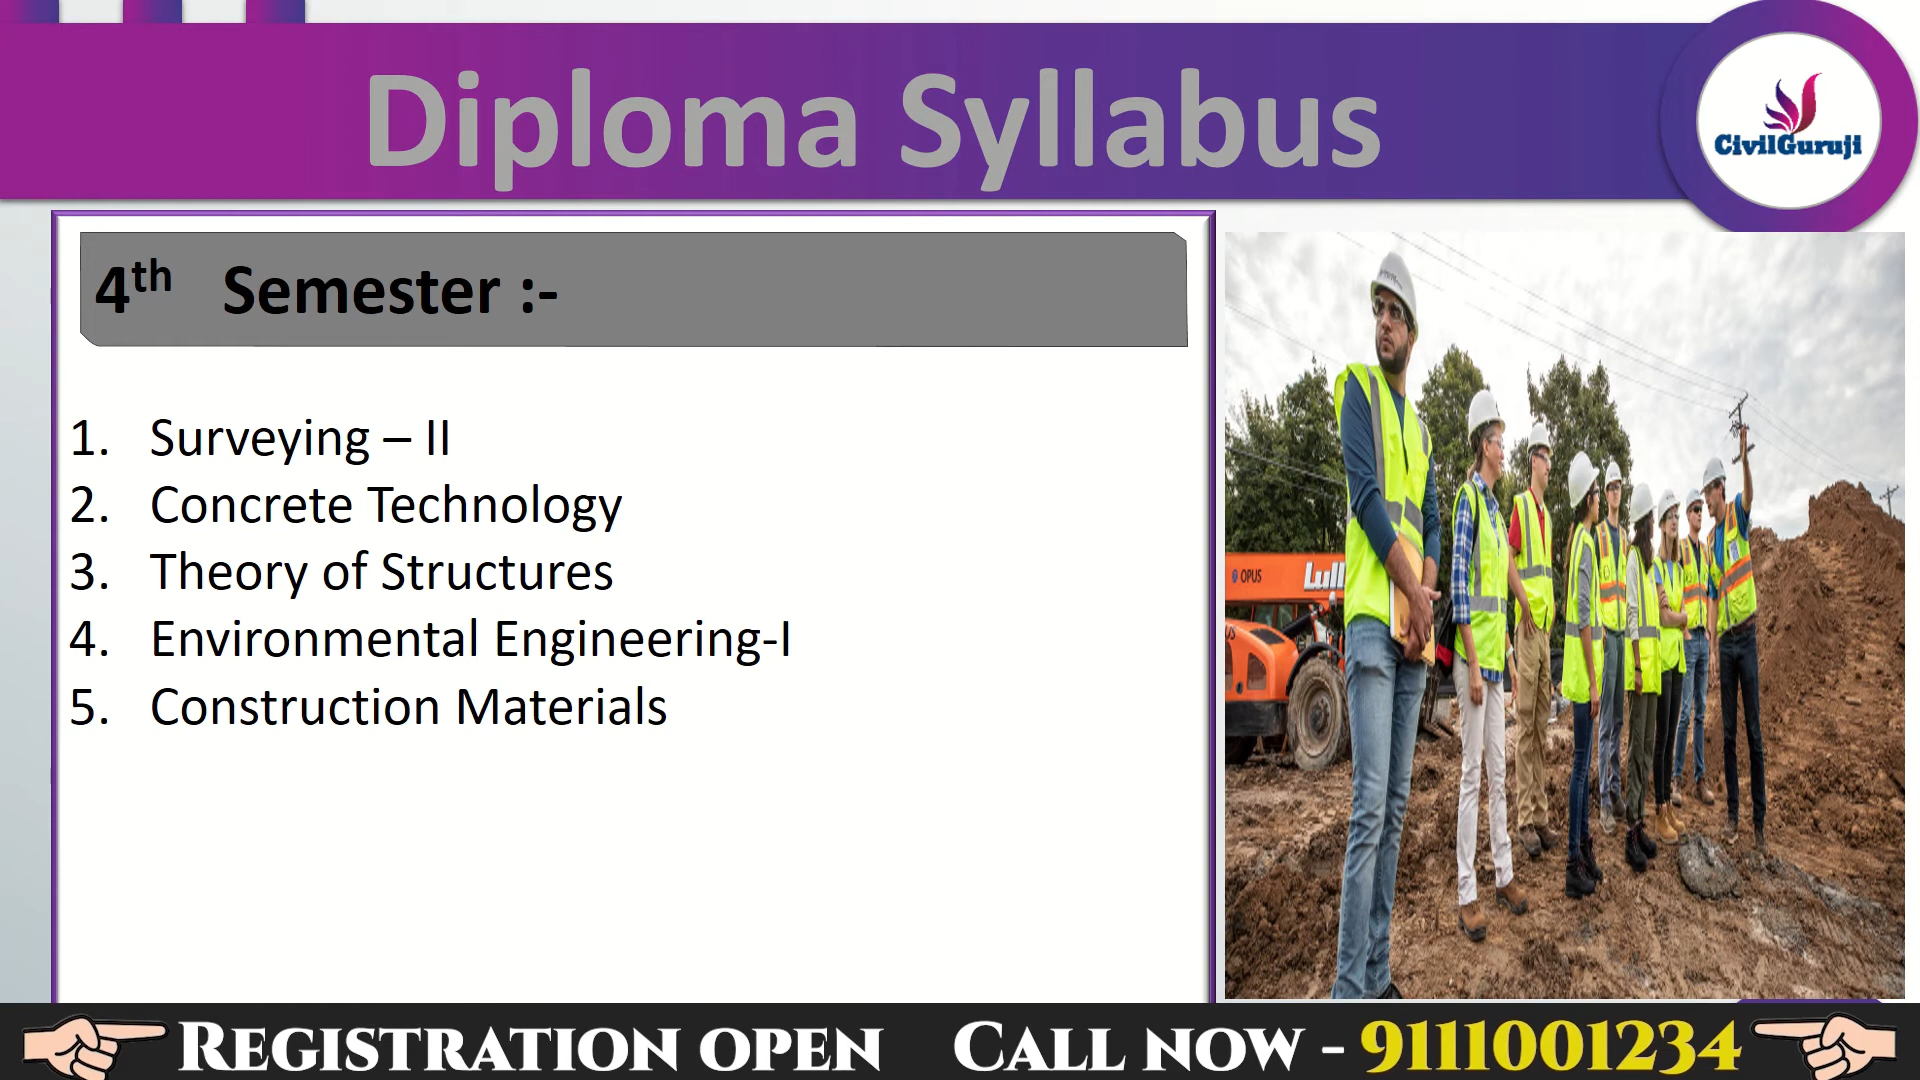 Diploma Syllabus
CivilGuruji
4th Semester :-
1. Surveying – II
2. Concrete Technology
3. Theory of Structures
4. Environmental Engineering-I
5. Construction Materials
OPUS
Lull
REGISTRATION OPEN CALL NOW - 9111001234